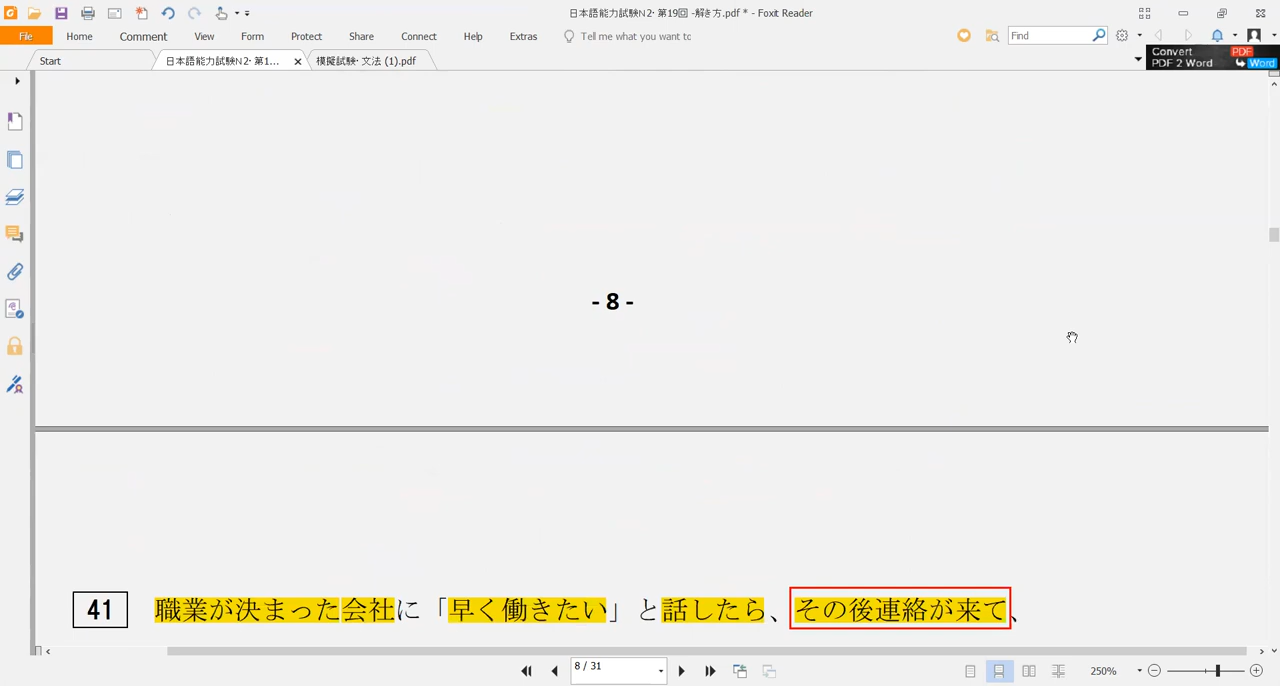 日本語能力試験N2· 第19回 -解き方.pdf * - Foxit Reader
File Home Comment View Form Protect Share Connect Help Extras Tell me what you want tc Find
Start 日本語能力試験N2· 第1... 模擬試験· 文法 (1).pdf
Convert PDF
PDF 2 Word Word
- 8 -
41 職業が決まった会社に「早く働きたい」と話したら、その後連絡が来て、
8 / 31 250%